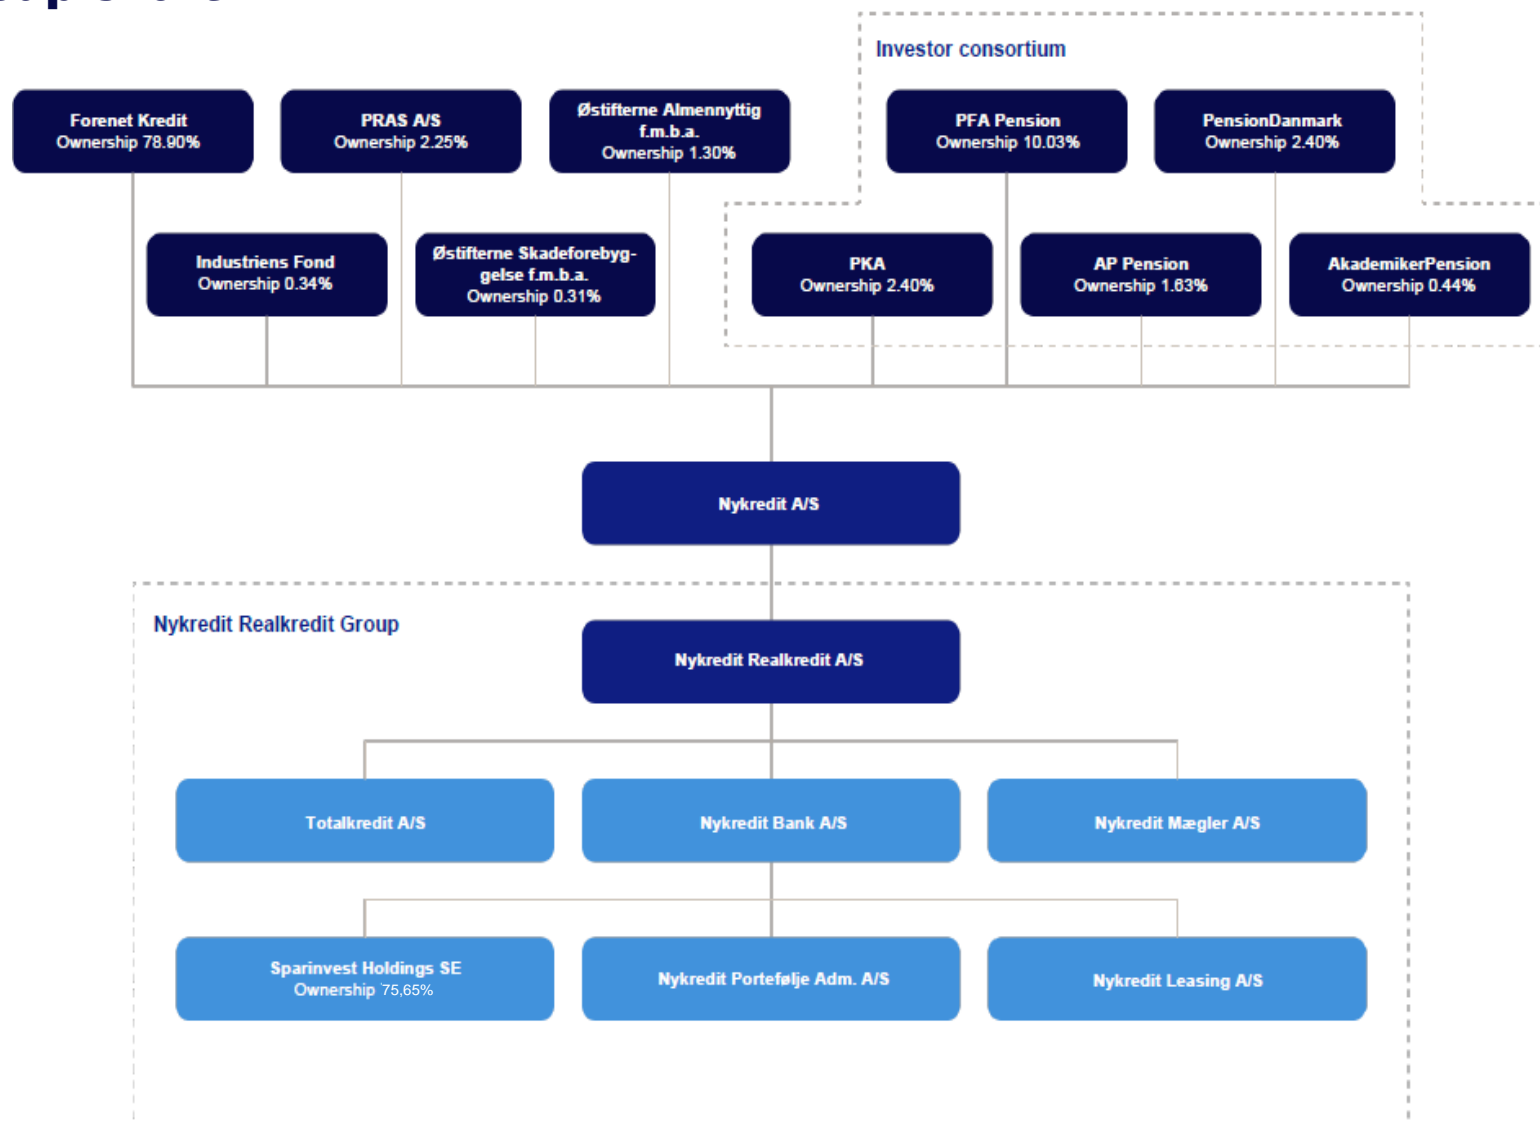 Investor consortium
Forenet Kredit
Ownership 78.90%
PRAS A/S
Ownership 2.25%
Østifterne Almennyttig
f.m.b.a.
Ownership 1.30%
PFA Pension
Ownership 10.03%
PensionDanmark
Ownership 2.40%
Industriens Fond
Ownership 0.34%
Østifterne Skadeforebyg-
gelse f.m.b.a.
Ownership 0.31%
PKA
Ownership 2.40%
AP Pension
Ownership 1.63%
AkademikerPension
Ownership 0.44%
Nykredit A/S
Nykredit Realkredit Group
Nykredit Realkredit A/S
Totalkredit A/S
Nykredit Bank A/S
Nykredit Mægler A/S
Sparinvest Holdings SE
Ownership 75,65%
Nykredit Portefølje Adm. A/S
Nykredit Leasing A/S